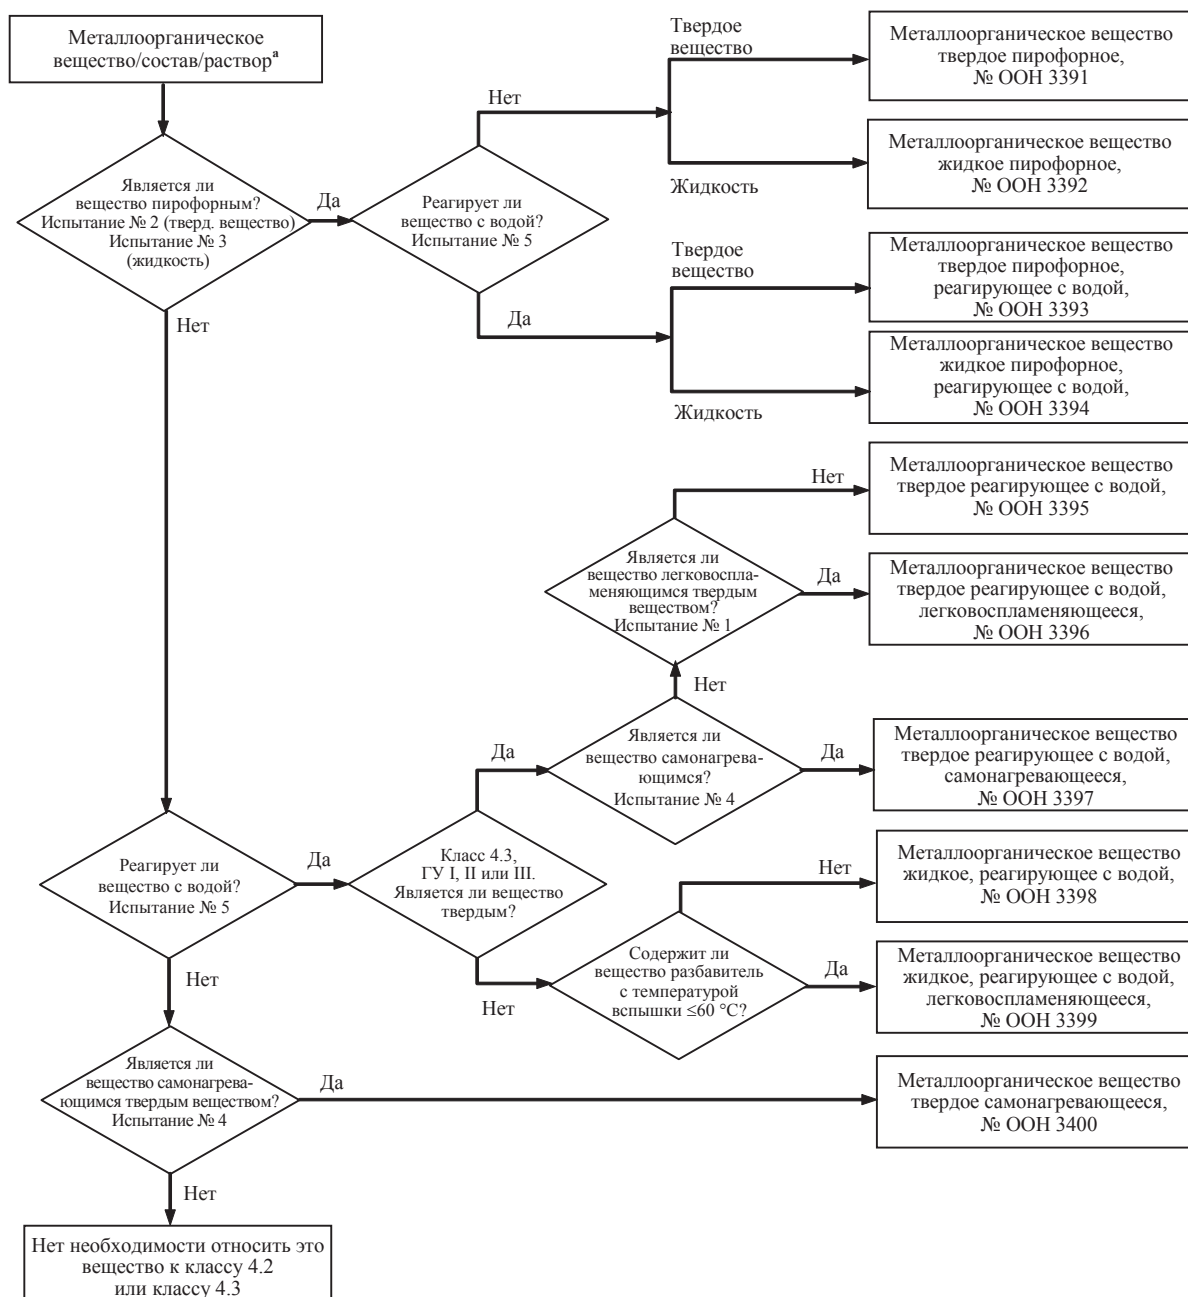 Металлоорганическое
вещество/состав/растворᵃ
Твердое
вещество
Металлоорганическое вещество
твердое пирофорное,
№ ООН 3391
Нет
Является ли
вещество пирофорным?
Испытание № 2 (тверд. вещество)
Испытание № 3
(жидкость)
Да
Реагирует ли
вещество с водой?
Испытание № 5
Жидкость
Металлоорганическое вещество
жидкое пирофорное,
№ ООН 3392
Твердое
вещество
Металлоорганическое вещество
твердое пирофорное,
реагирующее с водой,
№ ООН 3393
Нет
Да
Жидкость
Металлоорганическое вещество
жидкое пирофорное,
реагирующее с водой,
№ ООН 3394
Нет
Металлоорганическое вещество
твердое реагирующее с водой,
№ ООН 3395
Является ли
вещество легковоспла-
меняющимся твердым
веществом?
Испытание № 1
Да
Металлоорганическое вещество
твердое реагирующее с водой,
легковоспламеняющееся,
№ ООН 3396
Нет
Да
Является ли
вещество самонагрева-
ющимся?
Испытание № 4
Да
Металлоорганическое вещество
твердое реагирующее с водой,
самонагревающееся,
№ ООН 3397
Реагирует ли
вещество с водой?
Испытание № 5
Да
Класс 4.3,
ГУ I, II или III.
Является ли вещество
твердым?
Нет
Металлоорганическое вещество
жидкое, реагирующее с водой,
№ ООН 3398
Нет
Нет
Содержит ли
вещество разбавитель
с температурой
вспышки ≤60 °C?
Да
Металлоорганическое вещество
жидкое, реагирующее с водой,
легковоспламеняющееся,
№ ООН 3399
Является ли
вещество самонагрева-
ющимся твердым веществом?
Испытание № 4
Да
Металлоорганическое вещество
твердое самонагревающееся,
№ ООН 3400
Нет
Нет необходимости относить это
вещество к классу 4.2
или классу 4.3